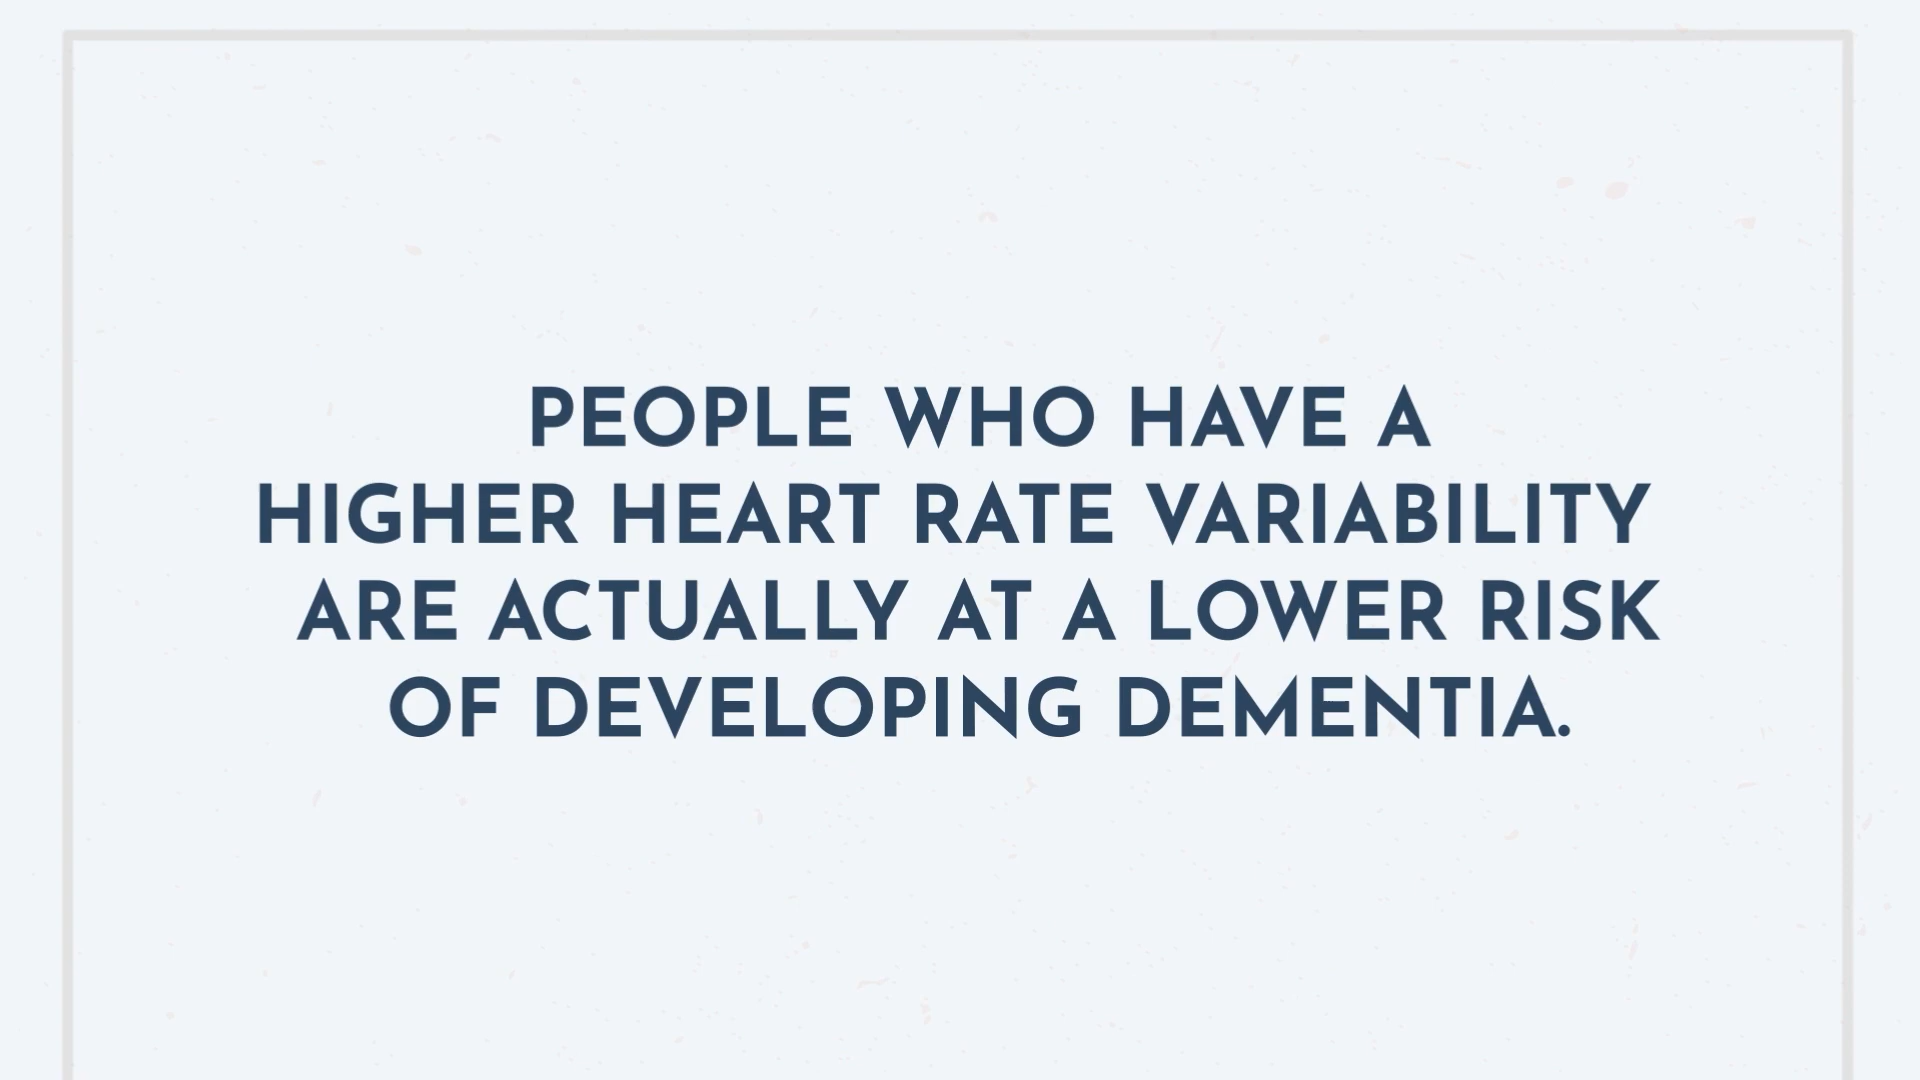 PEOPLE WHO HAVE A
HIGHER HEART RATE VARIABILITY
ARE ACTUALLY AT A LOWER RISK
OF DEVELOPING DEMENTIA.